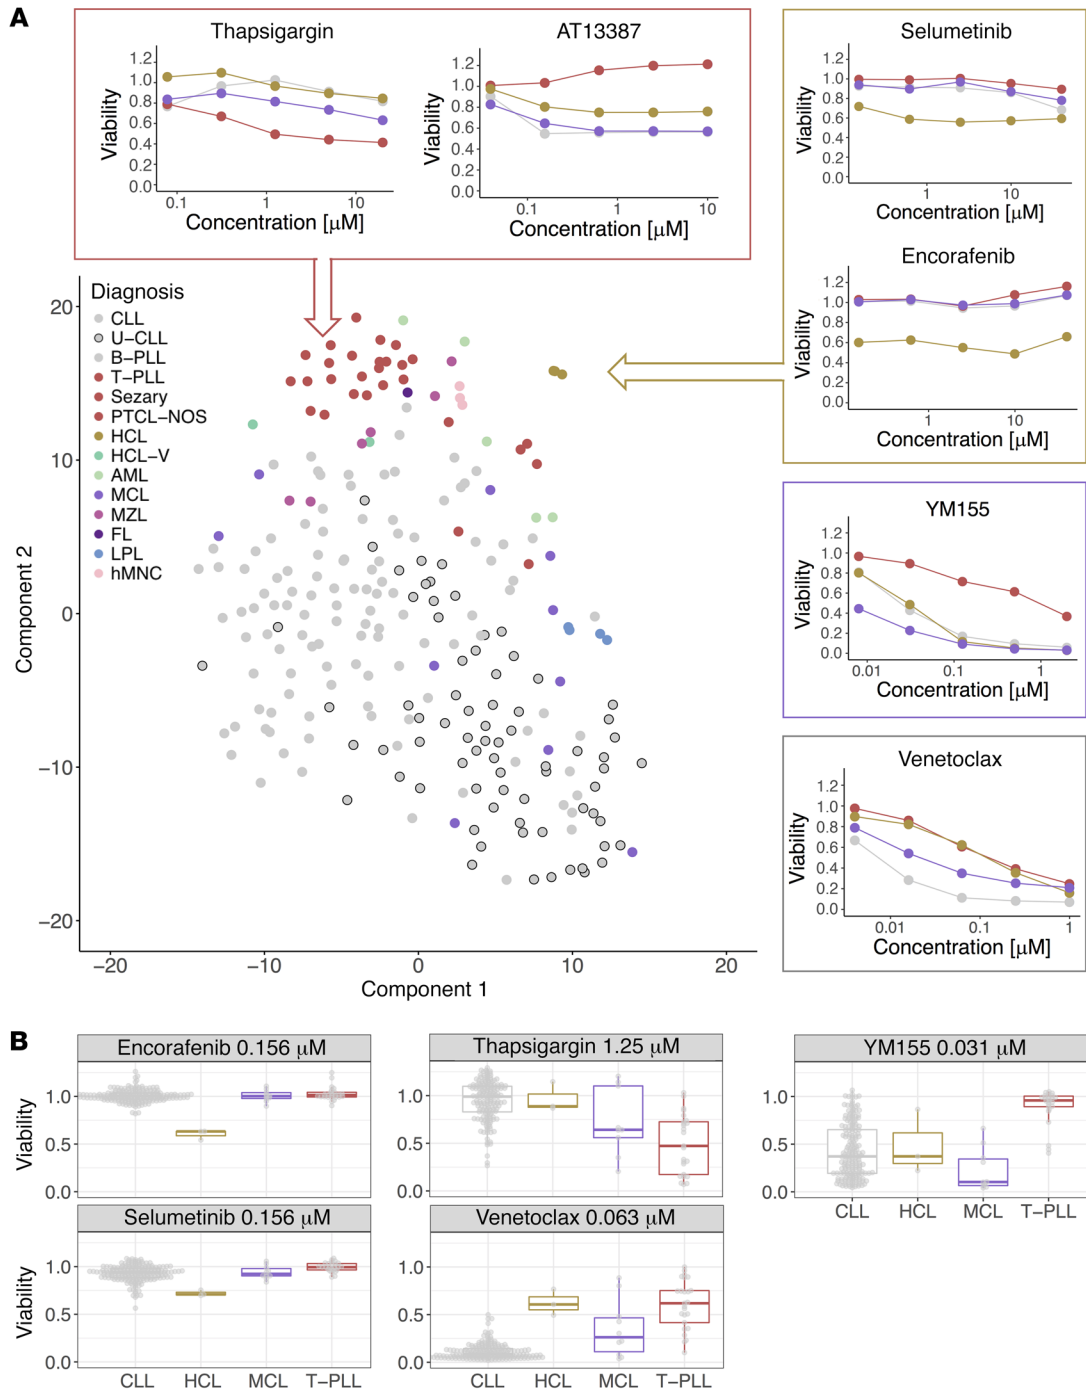 A
Thapsigargin
Viability
1.2
1.0
0.8
0.6
0.4
0.2
0.0
0.1
1
10
Concentration [μM]
AT13387
Viability
1.2
1.0
0.8
0.6
0.4
0.2
0.0
0.1
1
10
Concentration [μM]
Selumetinib
Viability
1.2
1.0
0.8
0.6
0.4
0.2
0.0
1
10
Concentration [μM]
Encorafenib
Viability
1.2
1.0
0.8
0.6
0.4
0.2
0.0
1
10
Concentration [μM]
YM155
Viability
1.2
1.0
0.8
0.6
0.4
0.2
0.0
0.01
0.1
1
Concentration [μM]
Venetoclax
Viability
1.2
1.0
0.8
0.6
0.4
0.2
0.0
0.01
0.1
1
Concentration [μM]
Diagnosis
CLL
U−CLL
B−PLL
T−PLL
Sezary
PTCL−NOS
HCL
HCL−V
AML
MCL
MZL
FL
LPL
hMNC
Component 2
20
10
0
−10
−20
−20
−10
0
10
20
Component 1
B
Encorafenib 0.156 μM
Viability
1.0
0.5
0.0
Thapsigargin 1.25 μM
1.0
0.5
0.0
YM155 0.031 μM
1.0
0.5
0.0
CLL HCL MCL T−PLL
Selumetinib 0.156 μM
Viability
1.0
0.5
0.0
CLL HCL MCL T−PLL
Venetoclax 0.063 μM
1.0
0.5
0.0
CLL HCL MCL T−PLL